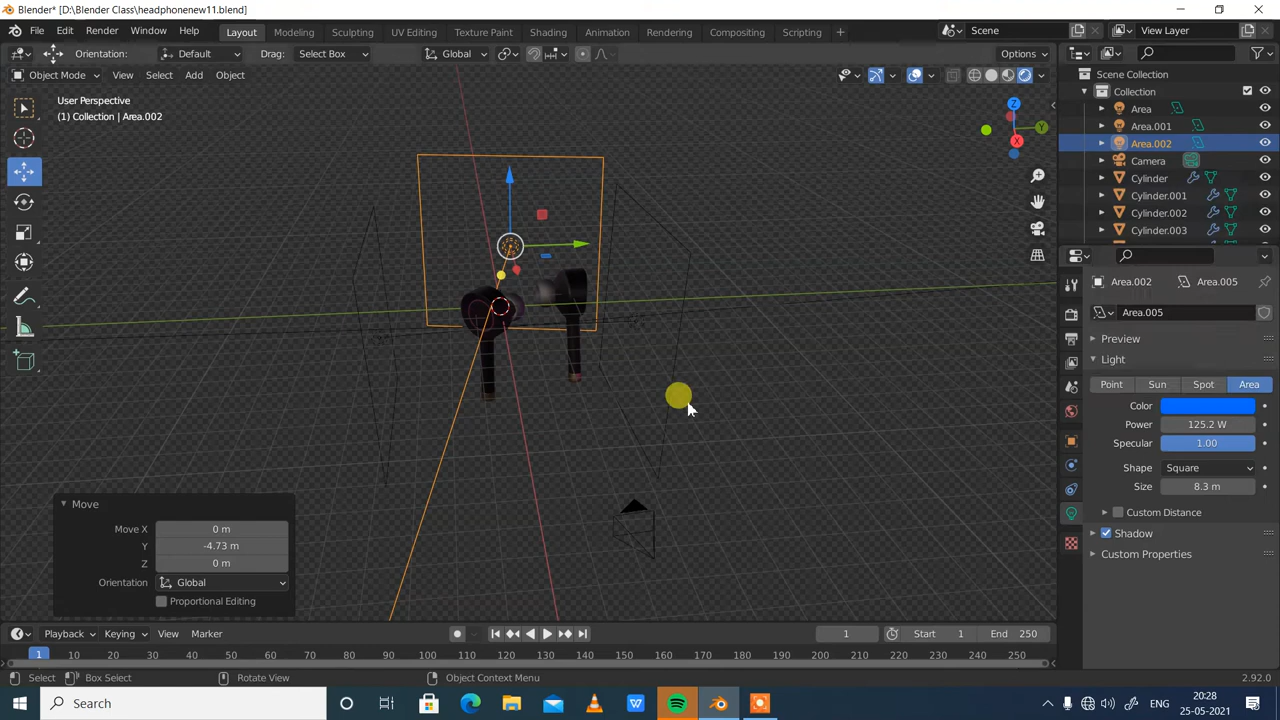 Blender* [D:\Blender Class\headphonenew11.blend]
File Edit Render Window Help Layout Modeling Sculpting UV Editing Texture Paint Shading Animation Rendering Compositing Scripting + Scene View Layer
Orientation: Default Drag: Select Box Global Options
Object Mode View Select Add Object
User Perspective
(1) Collection | Area.002
Z
Y
X
Scene Collection
Collection
Area
Area.001
Area.002
Camera
Cylinder
Cylinder.001
Cylinder.002
Cylinder.003
Area.002 Area.005
Area.005
Preview
Light
Point Sun Spot Area
Color
Power 125.2 W
Specular 1.00
Shape Square
Size 8.3 m
Custom Distance
Shadow
Custom Properties
Move
Move X 0 m
Y -4.73 m
Z 0 m
Orientation Global
Proportional Editing
Playback Keying View Marker 1 Start 1 End 250
1 10 20 30 40 50 60 70 80 90 100 110 120 130 140 150 160 170 180 190 200 210 220 230 240 250
Select Box Select Rotate View Object Context Menu 2.92.0
Search ENG 20:28
25-05-2021